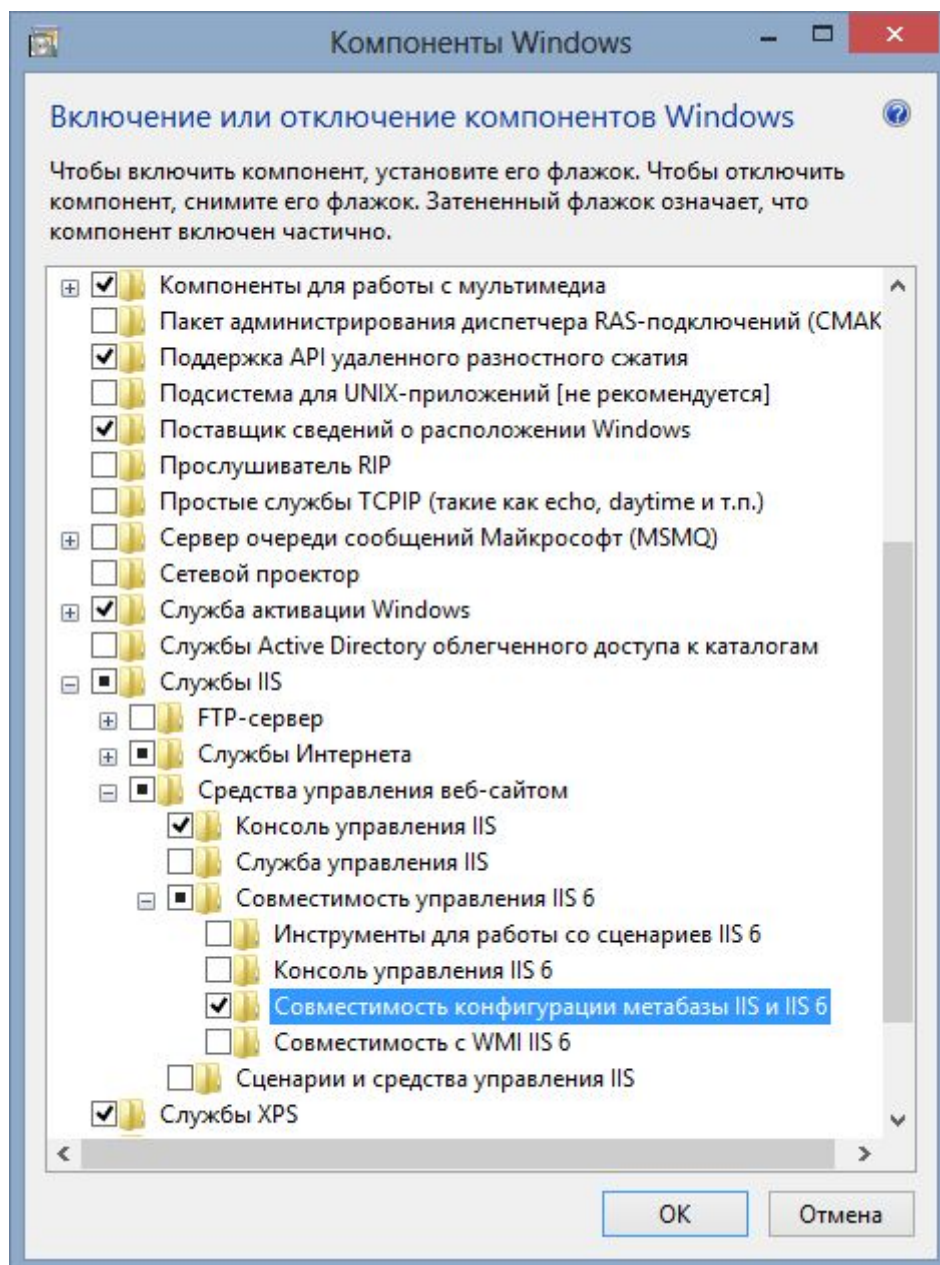 Компоненты Windows
Включение или отключение компонентов Windows
Чтобы включить компонент, установите его флажок. Чтобы отключить
компонент, снимите его флажок. Затененный флажок означает, что
компонент включен частично.
Компоненты для работы с мультимедиа
Пакет администрирования диспетчера RAS-подключений (CMAK
Поддержка API удаленного разностного сжатия
Подсистема для UNIX-приложений [не рекомендуется]
Поставщик сведений о расположении Windows
Прослушиватель RIP
Простые службы TCPIP (такие как echo, daytime и т.п.)
Сервер очереди сообщений Майкрософт (MSMQ)
Сетевой проектор
Служба активации Windows
Службы Active Directory облегченного доступа к каталогам
Службы IIS
FTP-сервер
Службы Интернета
Средства управления веб-сайтом
Консоль управления IIS
Служба управления IIS
Совместимость управления IIS 6
Инструменты для работы со сценариев IIS 6
Консоль управления IIS 6
Совместимость конфигурации метабазы IIS и IIS 6
Совместимость с WMI IIS 6
Сценарии и средства управления IIS
Службы XPS
ОК
Отмена